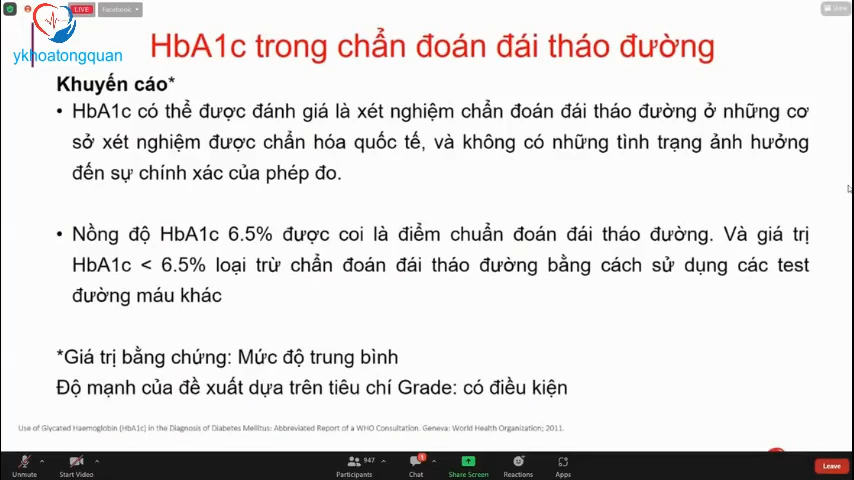 LIVE
Facebook
View
ykhoatongquan
HbA1c trong chẩn đoán đái tháo đường
Khuyến cáo*
• HbA1c có thể được đánh giá là xét nghiệm chẩn đoán đái tháo đường ở những cơ
sở xét nghiệm được chẩn hóa quốc tế, và không có những tình trạng ảnh hưởng
đến sự chính xác của phép đo.
• Nồng độ HbA1c 6.5% được coi là điểm chuẩn đoán đái tháo đường. Và giá trị
HbA1c < 6.5% loại trừ chẩn đoán đái tháo đường bằng cách sử dụng các test
đường máu khác
*Giá trị bằng chứng: Mức độ trung bình
Độ mạnh của đề xuất dựa trên tiêu chí Grade: có điều kiện
Use of Glycated Haemoglobin (HbA1c) in the Diagnosis of Diabetes Mellitus: Abbreviated Report of a WHO Consultation. Geneva: World Health Organization; 2011.
947
1
Unmute
Start Video
Participants
Chat
Share Screen
Reactions
Apps
Leave